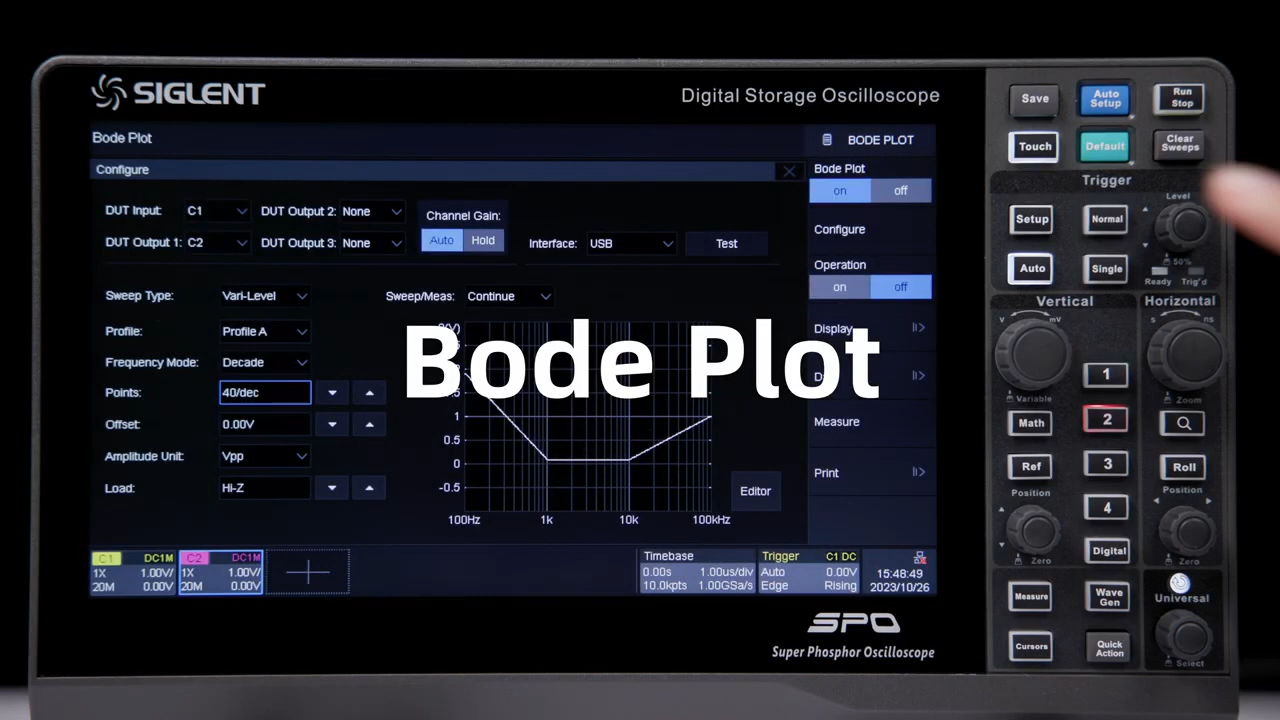 SIGLENT
Digital Storage Oscilloscope
Bode Plot
BODE PLOT
Configure
Bode Plot
on off
Configure
Operation
on off
Display
Measure
Print
DUT Input: C1 DUT Output 2: None
DUT Output 1: C2 DUT Output 3: None
Channel Gain:
Auto Hold
Interface: USB Test
Sweep Type: Vari-Level
Sweep/Meas: Continue
Profile: Profile A
Frequency Mode: Decade
Points: 40/dec
Offset: 0.00V
Amplitude Unit: Vpp
Load: Hi-Z
1
0.5
0
-0.5
100Hz 1k 10k 100kHz
Editor
Bode Plot
C1 DC1M
1X 1.00V/
20M 0.00V
C2 DC1M
1X 1.00V/
20M 0.00V
Timebase
0.00s 1.00us/div
10.0kpts 1.00GSa/s
Trigger C1 DC
Auto 0.00V
Edge Rising
15:48:49
2023/10/26
SPO
Super Phosphor Oscilloscope
Save
Auto Setup
Run Stop
Touch
Default
Clear Sweeps
Trigger
Level
Setup
Normal
50%
Auto
Single
Ready Trig'd
Vertical
Horizontal
V mV
s ns
Variable
1
Zoom
Math
2
Ref
3
Roll
Position
4
Position
Zero
Digital
Zero
Measure
Wave Gen
Universal
Cursors
Quick Action
Select